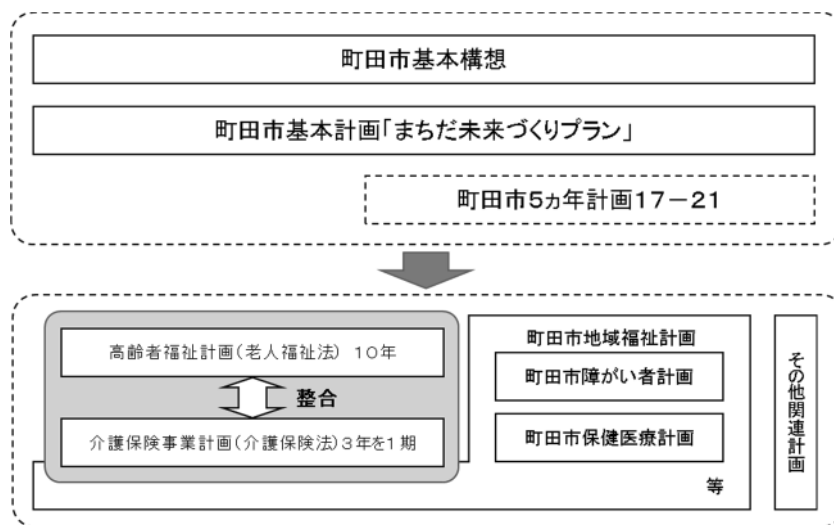 町田市基本構想
町田市基本計画「まちだ未来づくりプラン」
町田市5ヵ年計画17－21
高齢者福祉計画(老人福祉法) 10年
整合
介護保険事業計画(介護保険法)3年を1期
町田市地域福祉計画
町田市障がい者計画
町田市保健医療計画
等
その他関連計画